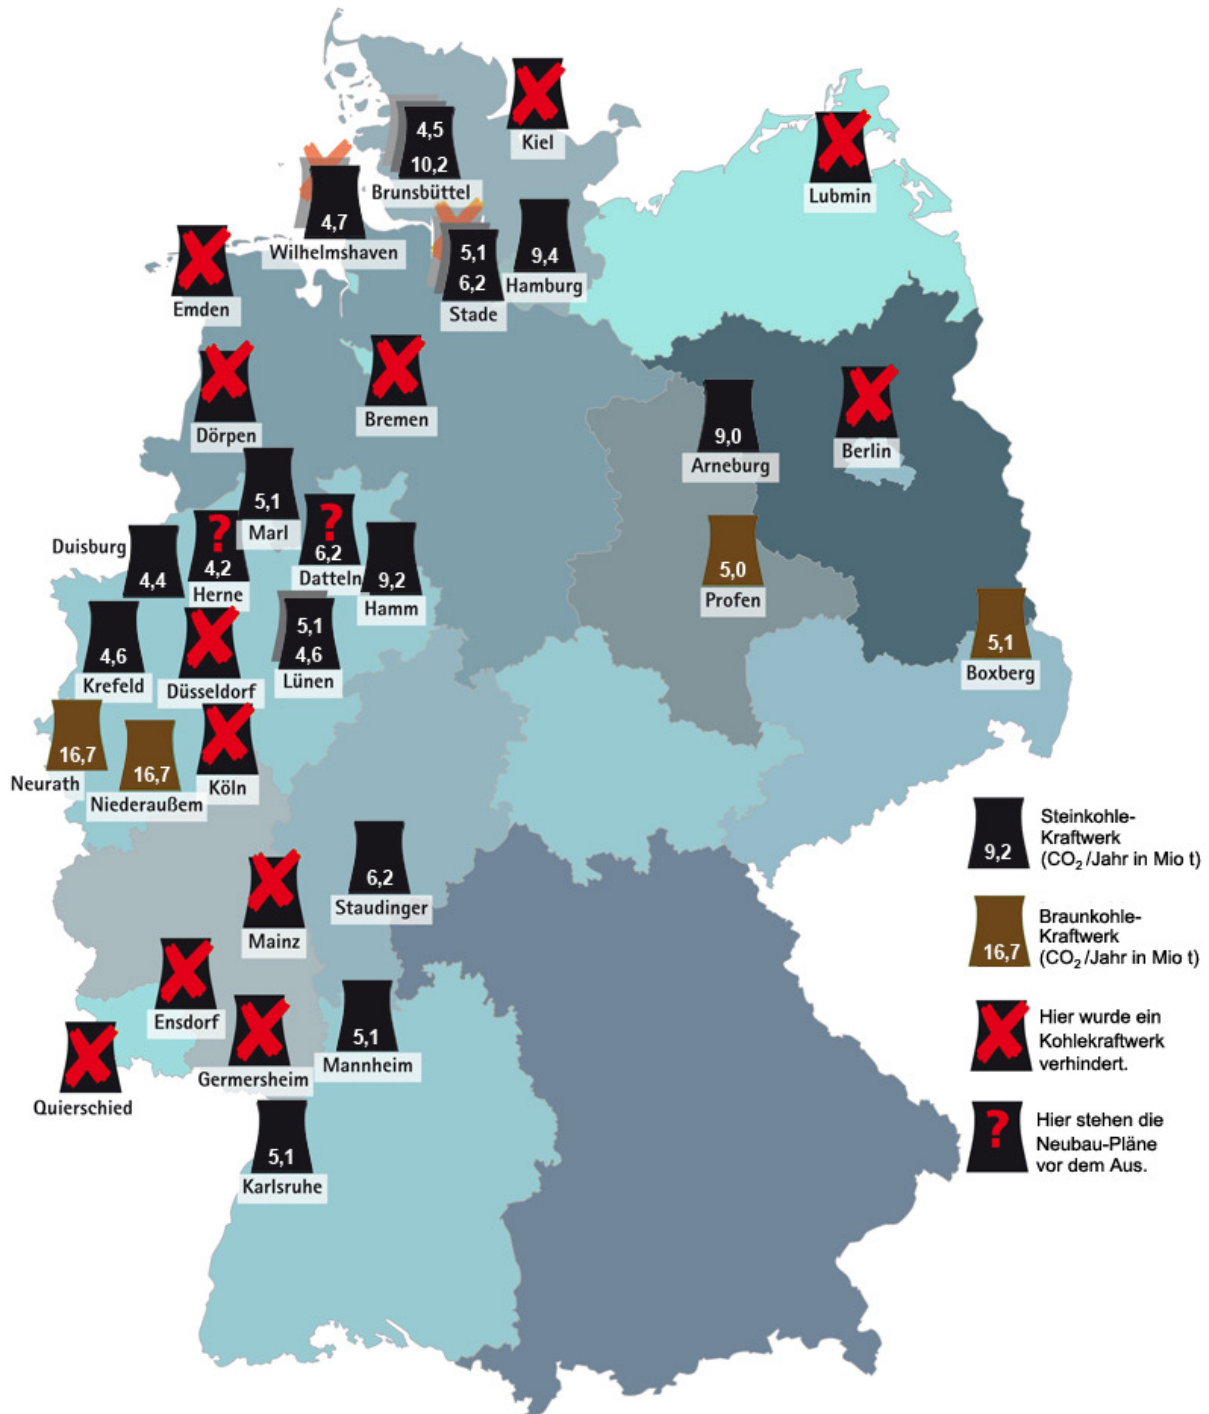 Kiel
4,5
10,2
Brunsbüttel
Lubmin
4,7
Wilhelmshaven
5,1
6,2
Stade
9,4
Hamburg
Emden
Dörpen
Bremen
9,0
Arneburg
Berlin
5,1
Marl
Duisburg
4,4
?
4,2
Herne
?
6,2
Datteln
9,2
Hamm
5,0
Profen
4,6
Krefeld
Düsseldorf
5,1
4,6
Lünen
5,1
Boxberg
16,7
Neurath
16,7
Niederaußem
Köln
6,2
Staudinger
Mainz
Ensdorf
Germersheim
5,1
Mannheim
Quierschied
5,1
Karlsruhe
9,2
Steinkohle-
Kraftwerk
(CO₂/Jahr in Mio t)
16,7
Braunkohle-
Kraftwerk
(CO₂/Jahr in Mio t)
Hier wurde ein
Kohlekraftwerk
verhindert.
?
Hier stehen die
Neubau-Pläne
vor dem Aus.